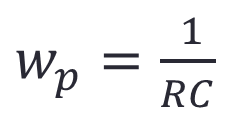 w_p = 1/RC